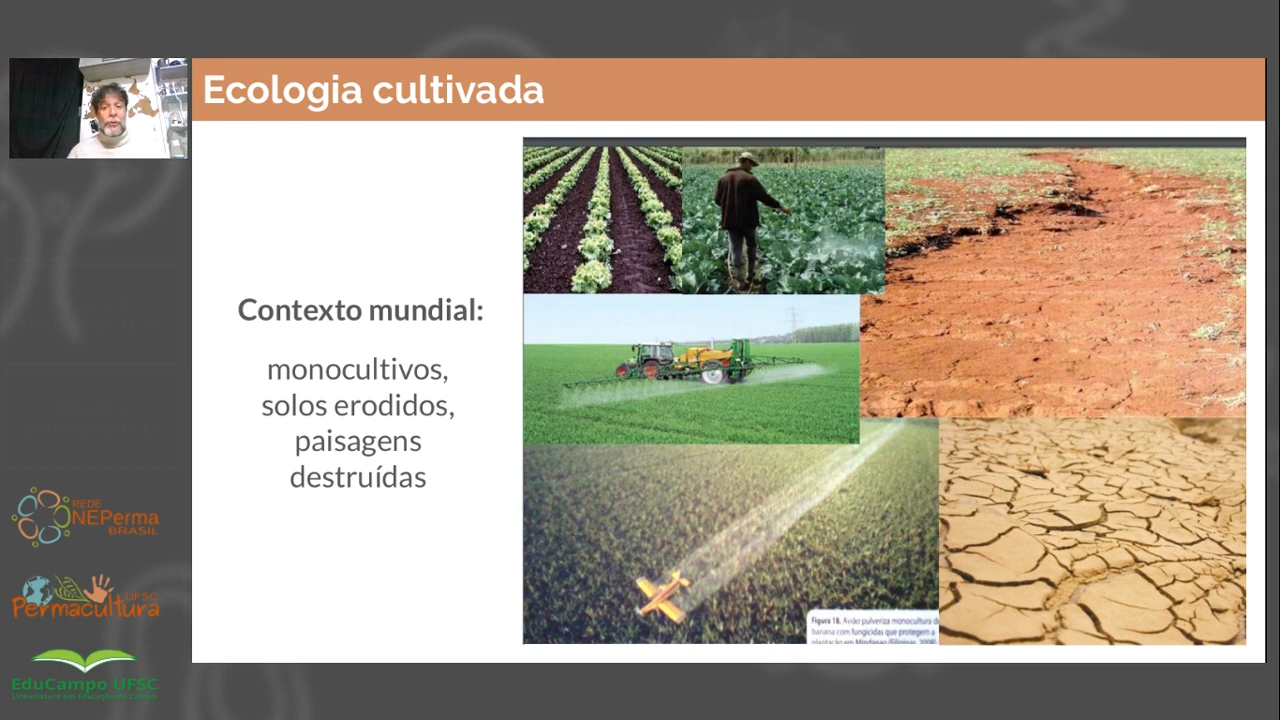 Ecologia cultivada
Contexto mundial:
monocultivos,
solos erodidos,
paisagens
destruídas
Figura 18. Avião pulveriza monocultura de
banana com fungicidas que protegem a
plantação em Mindanao (Filipinas, 2008)
REDE
NEPerma
BRASIL
UFSC
Permacultura
EduCampo UFSC
Licenciatura em Educação do Campo